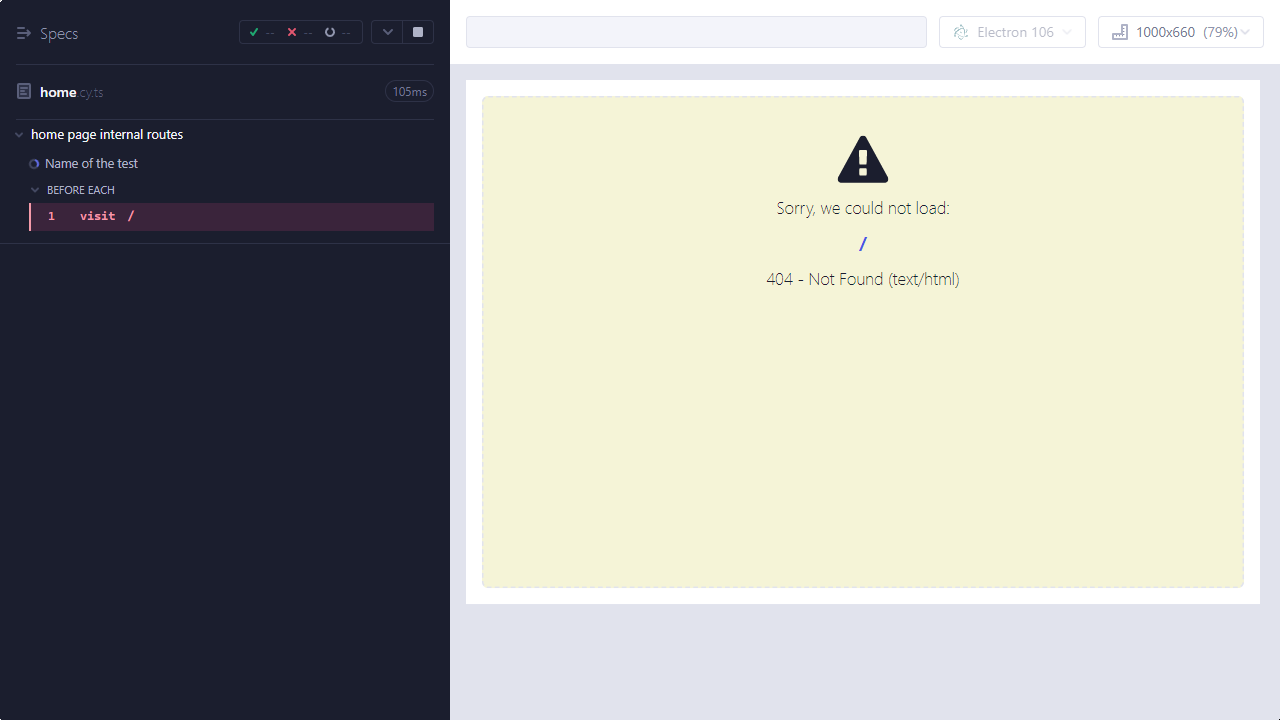 Specs
-- -- --
home.cy.ts 105ms
home page internal routes
Name of the test
BEFORE EACH
1 visit /
Electron 106
1000x660 (79%)
Sorry, we could not load:
/
404 - Not Found (text/html)